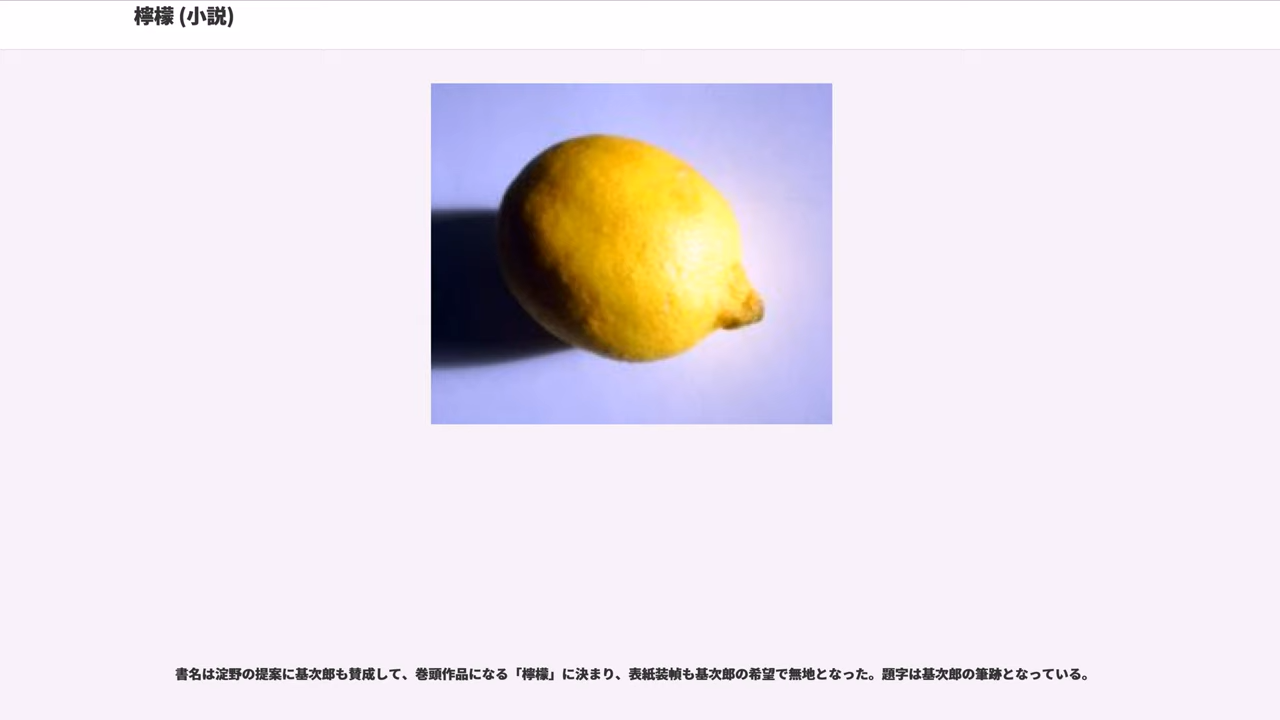 檸檬 (小説)
書名は淀野の提案に基次郎も賛成して、巻頭作品になる「檸檬」に決まり、表紙装幀も基次郎の希望で無地となった。題字は基次郎の筆跡となっている。